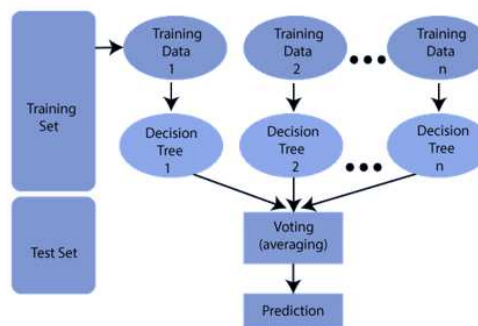 Training
Set
Test Set
Training
Data
1
Training
Data
2
Training
Data
n
Decision
Tree
1
Decision
Tree
2
Decision
Tree
n
Voting
(averaging)
Prediction